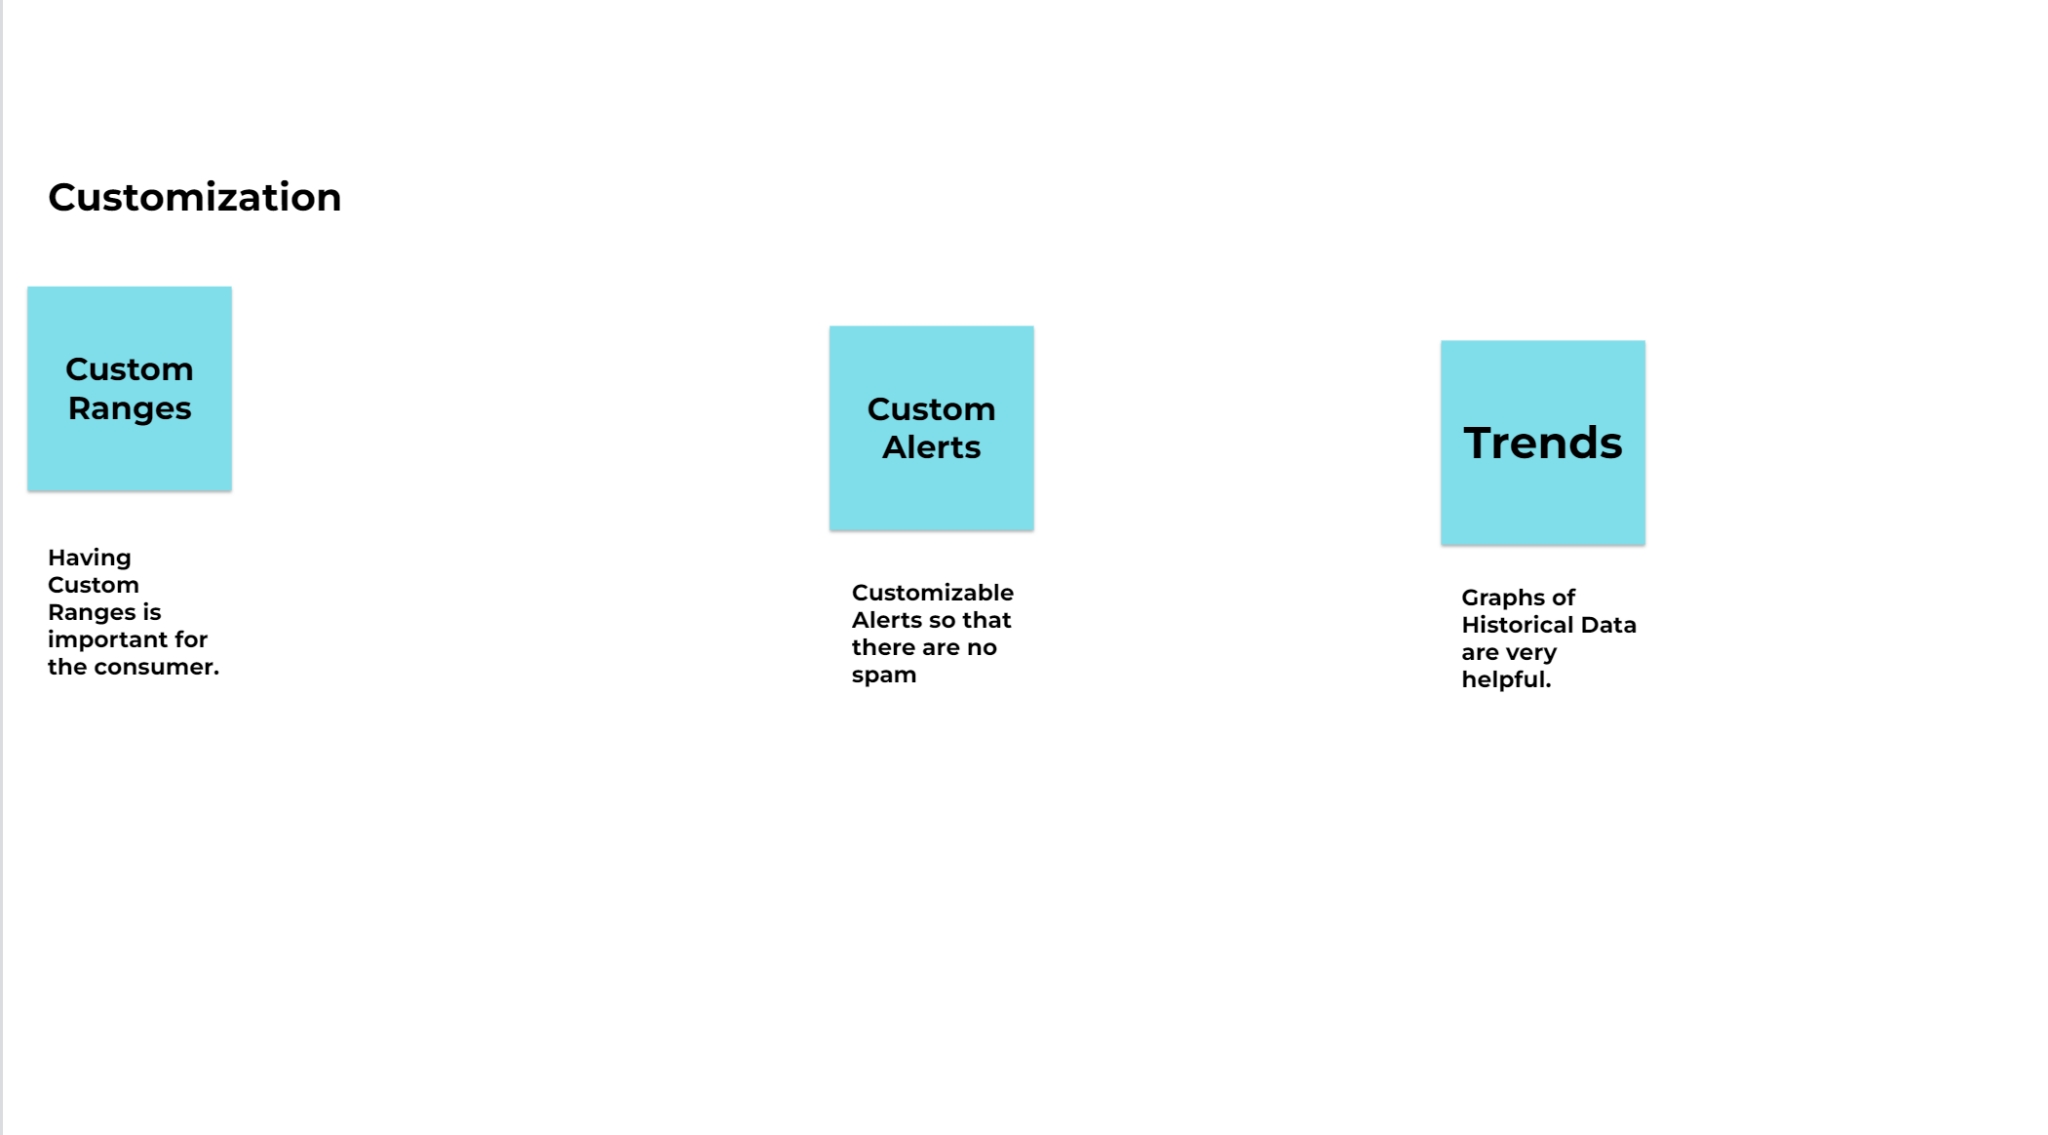 Customization
Custom
Ranges
Having
Custom
Ranges is
important for
the consumer.
Custom
Alerts
Customizable
Alerts so that
there are no
spam
Trends
Graphs of
Historical Data
are very
helpful.